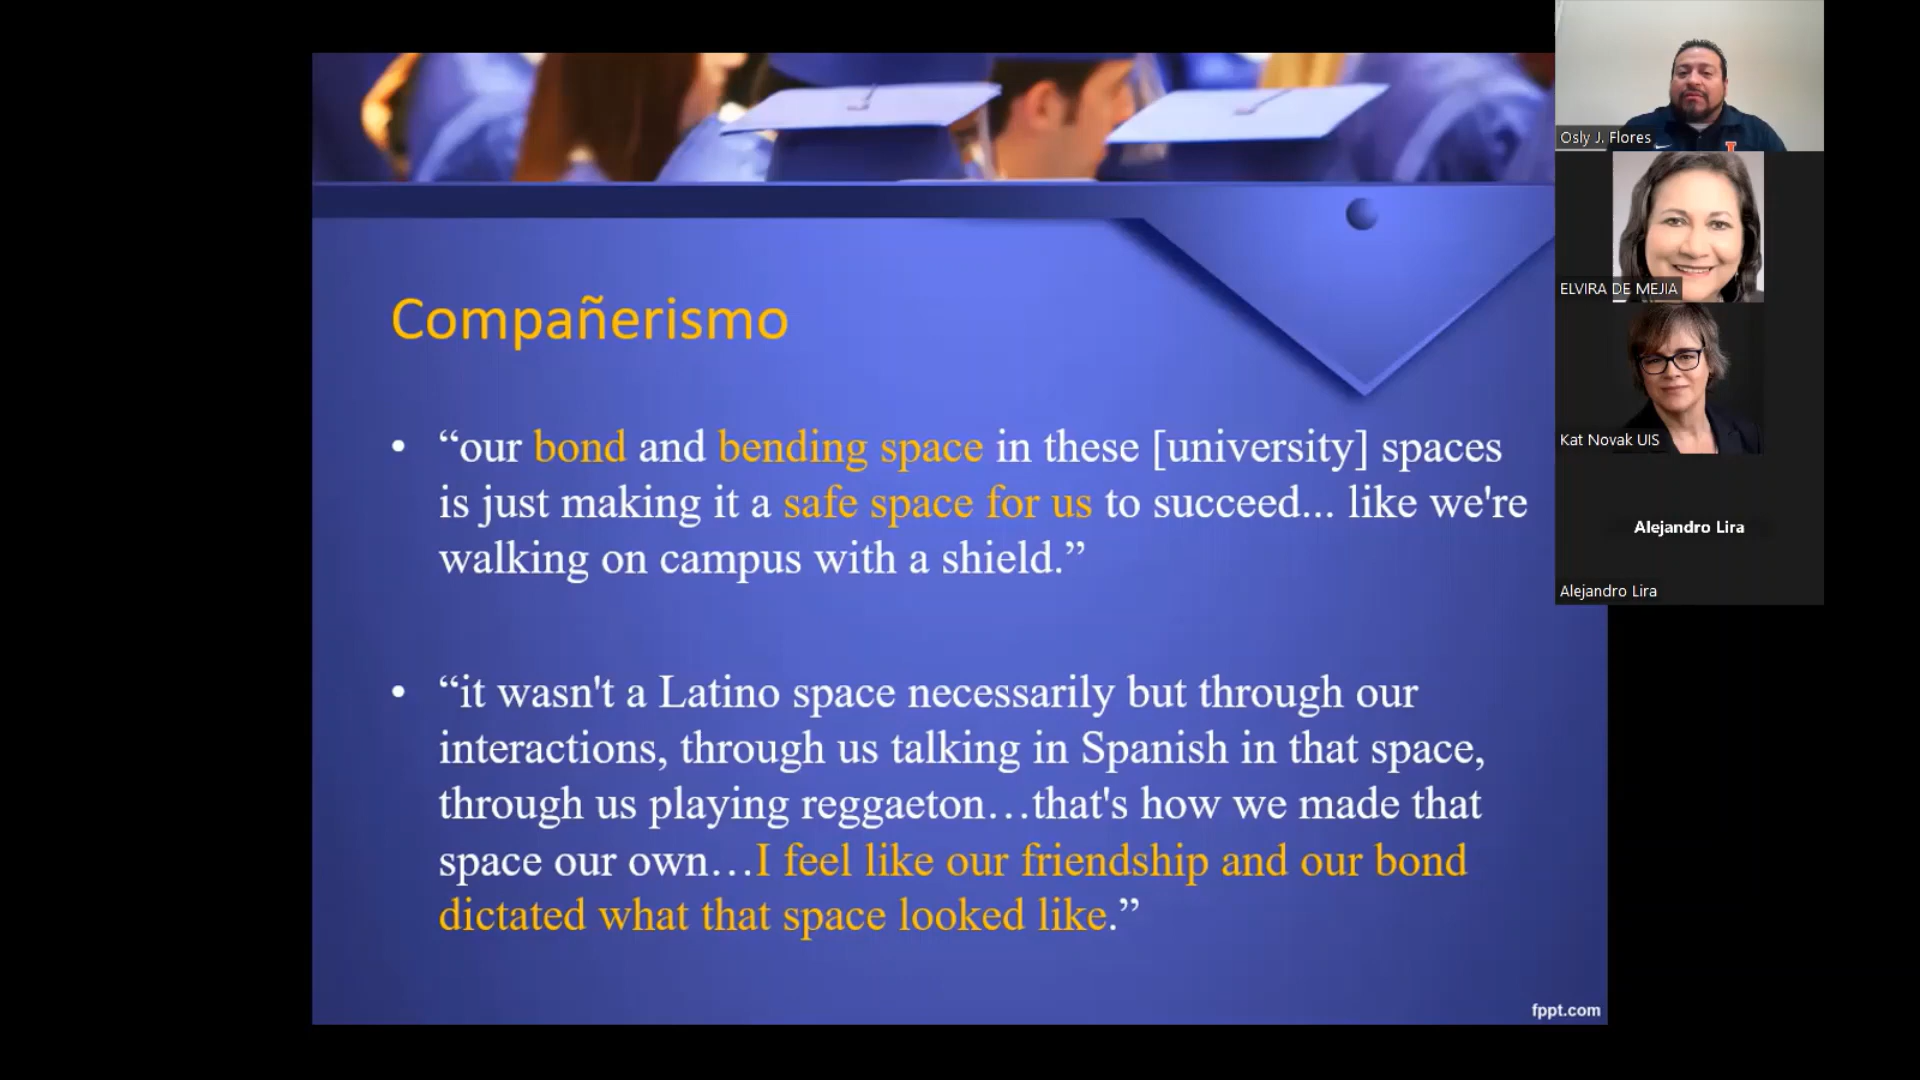 Compañerismo
• “our bond and bending space in these [university] spaces
is just making it a safe space for us to succeed... like we're
walking on campus with a shield.”
• “it wasn't a Latino space necessarily but through our
interactions, through us talking in Spanish in that space,
through us playing reggaeton…that's how we made that
space our own…I feel like our friendship and our bond
dictated what that space looked like.”
fppt.com
Osly J. Flores
ELVIRA DE MEJIA
Kat Novak UIS
Alejandro Lira
Alejandro Lira